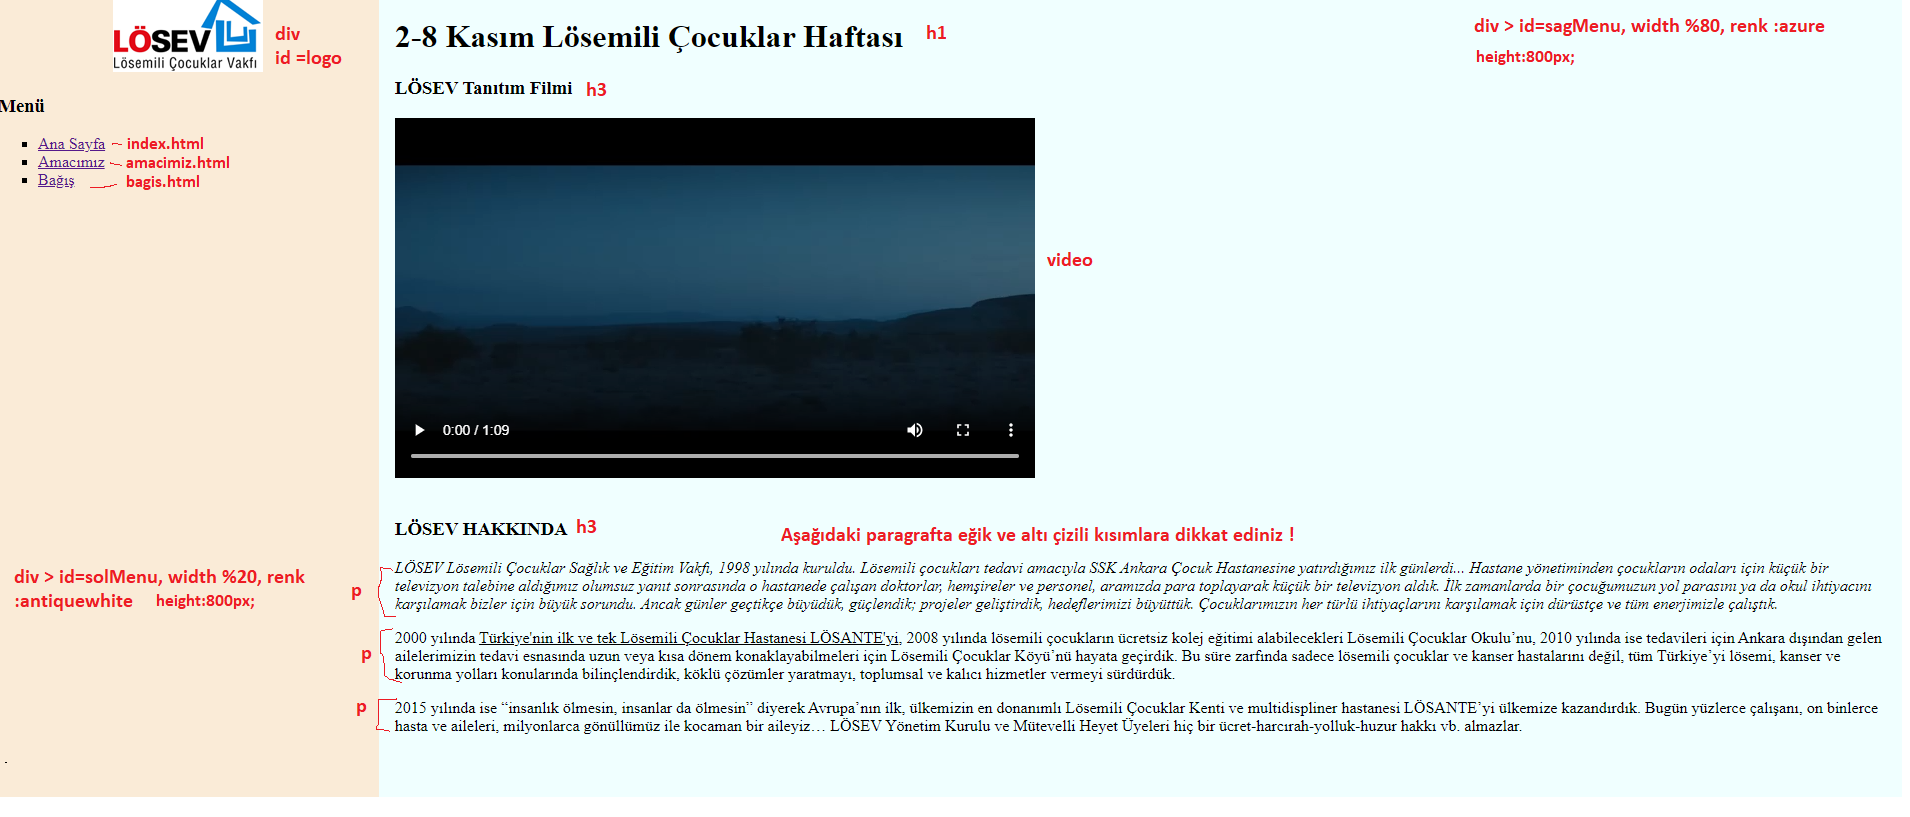 LÖSEV
Lösemili Çocuklar Vakfı
div
id =logo
Menü
Ana Sayfa
index.html
Amacımız
amacimiz.html
Bağış
bagis.html
div > id=solMenu, width %20, renk
:antiquewhite height:800px;
2-8 Kasım Lösemili Çocuklar Haftası h1
div > id=sagMenu, width %80, renk :azure
height:800px;
LÖSEV Tanıtım Filmi h3
video
0:00 / 1:09
LÖSEV HAKKINDA h3
Aşağıdaki paragrafta eğik ve altı çizili kısımlara dikkat ediniz !
p
LÖSEV Lösemili Çocuklar Sağlık ve Eğitim Vakfı, 1998 yılında kuruldu. Lösemili çocukları tedavi amacıyla SSK Ankara Çocuk Hastanesine yatırdığımız ilk günlerdi... Hastane yönetiminden çocukların odaları için küçük bir
televizyon talebine aldığımız olumsuz yanıt sonrasında o hastanede çalışan doktorlar, hemşireler ve personel, aramızda para toplayarak küçük bir televizyon aldık. İlk zamanlarda bir çocuğumuzun yol parasını ya da okul ihtiyacını
karşılamak bizler için büyük sorundu. Ancak günler geçtikçe büyüdük, güçlendik; projeler geliştirdik, hedeflerimizi büyüttük. Çocuklarımızın her türlü ihtiyaçlarını karşılamak için dürüstçe ve tüm enerjimizle çalıştık.
p
2000 yılında Türkiye'nin ilk ve tek Lösemili Çocuklar Hastanesi LÖSANTE'yi, 2008 yılında lösemili çocukların ücretsiz kolej eğitimi alabilecekleri Lösemili Çocuklar Okulu’nu, 2010 yılında ise tedavileri için Ankara dışından gelen
ailelerimizin tedavi esnasında uzun veya kısa dönem konaklayabilmeleri için Lösemili Çocuklar Köyü’nü hayata geçirdik. Bu süre zarfında sadece lösemili çocuklar ve kanser hastalarını değil, tüm Türkiye’yi lösemi, kanser ve
korunma yolları konularında bilinçlendirdik, köklü çözümler yaratmayı, toplumsal ve kalıcı hizmetler vermeyi sürdürdük.
p
2015 yılında ise “insanlık ölmesin, insanlar da ölmesin” diyerek Avrupa’nın ilk, ülkemizin en donanımlı Lösemili Çocuklar Kenti ve multidispliner hastanesi LÖSANTE’yi ülkemize kazandırdık. Bugün yüzlerce çalışanı, on binlerce
hasta ve aileleri, milyonlarca gönüllümüz ile kocaman bir aileyiz… LÖSEV Yönetim Kurulu ve Mütevelli Heyet Üyeleri hiç bir ücret-harcırah-yolluk-huzur hakkı vb. almazlar.
.